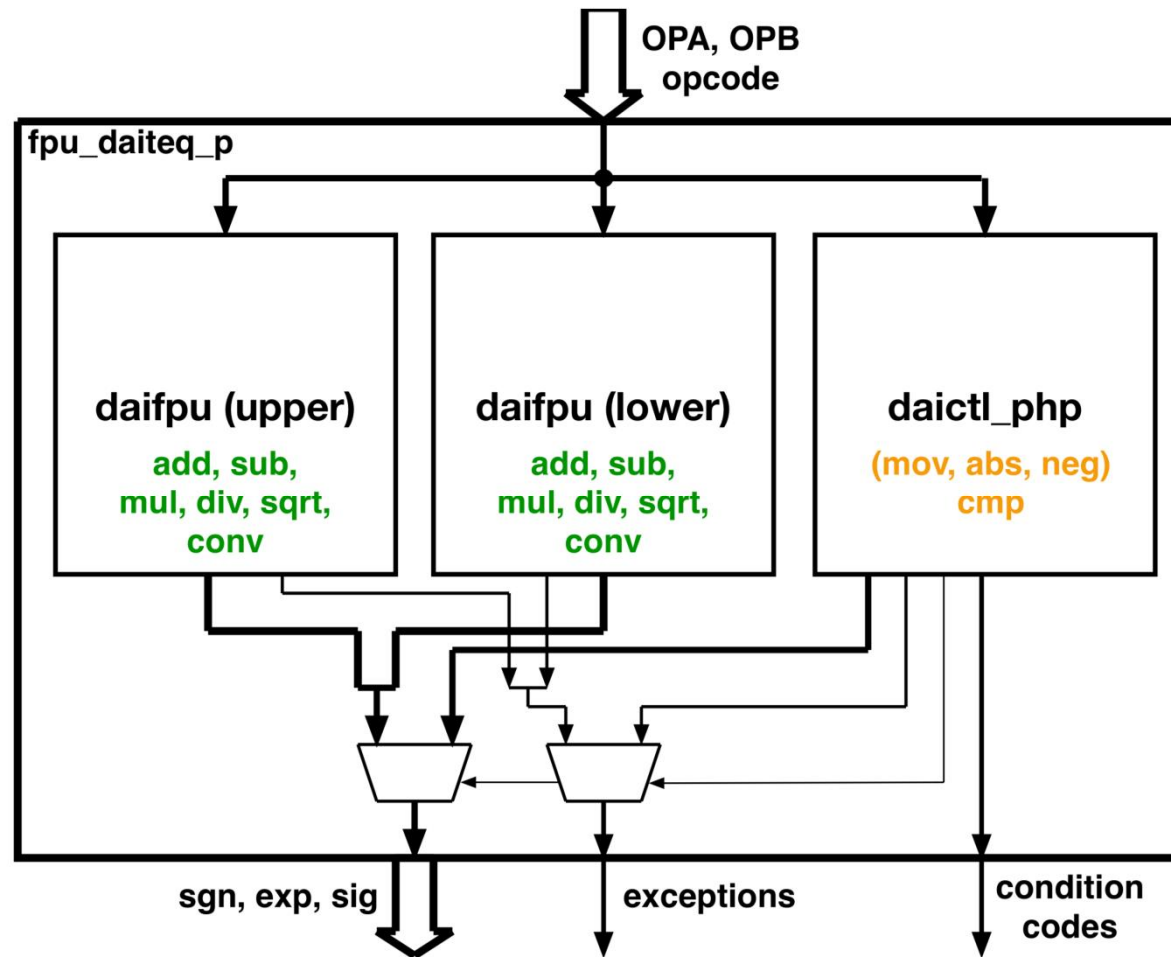 OPA, OPB
opcode
fpu_daiteq_p
daifpu (upper)
add, sub,
mul, div, sqrt,
conv
daifpu (lower)
add, sub,
mul, div, sqrt,
conv
daictl_php
(mov, abs, neg)
cmp
sgn, exp, sig
exceptions
condition
codes